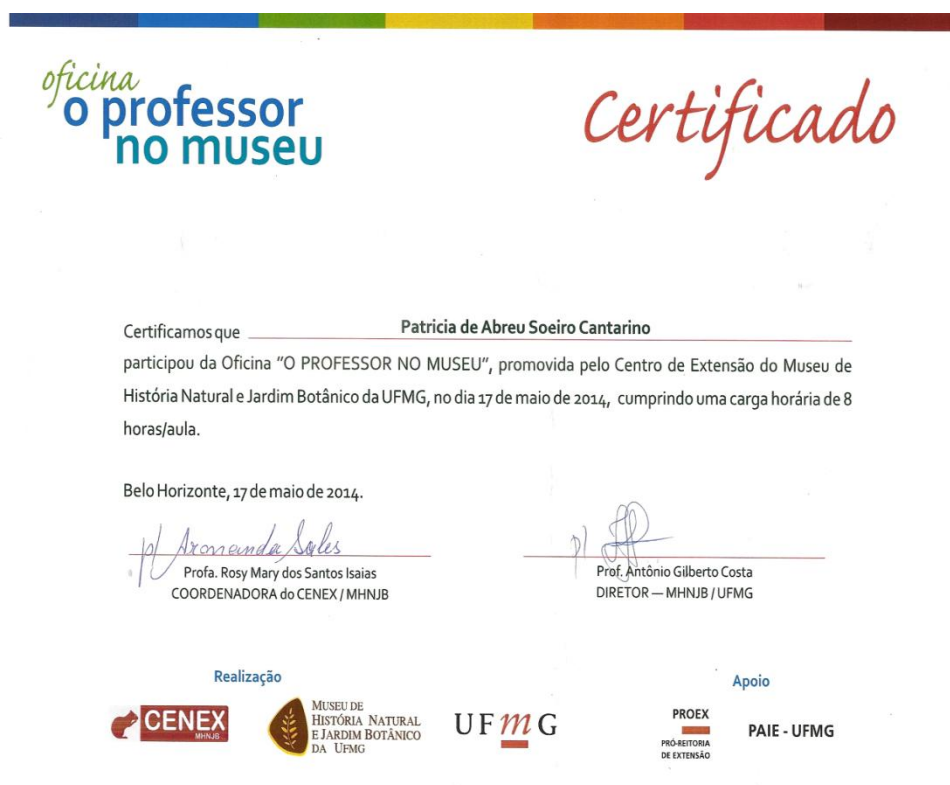 oficina
o professor
no museu
Certificado
Certificamos que Patricia de Abreu Soeiro Cantarino
participou da Oficina “O PROFESSOR NO MUSEU”, promovida pelo Centro de Extensão do Museu de
História Natural e Jardim Botânico da UFMG, no dia 17 de maio de 2014, cumprindo uma carga horária de 8
horas/aula.
Belo Horizonte, 17 de maio de 2014.
p/ Sales
p/
Profa. Rosy Mary dos Santos Isaias
COORDENADORA do CENEX / MHNJB
Prof. Antônio Gilberto Costa
DIRETOR — MHNJB / UFMG
Realização
Apoio
CENEX
MHNJB
MUSEU DE
HISTÓRIA NATURAL
E JARDIM BOTÂNICO
DA UFMG
UFmG
PROEX
PRÓ-REITORIA
DE EXTENSÃO
PAIE - UFMG